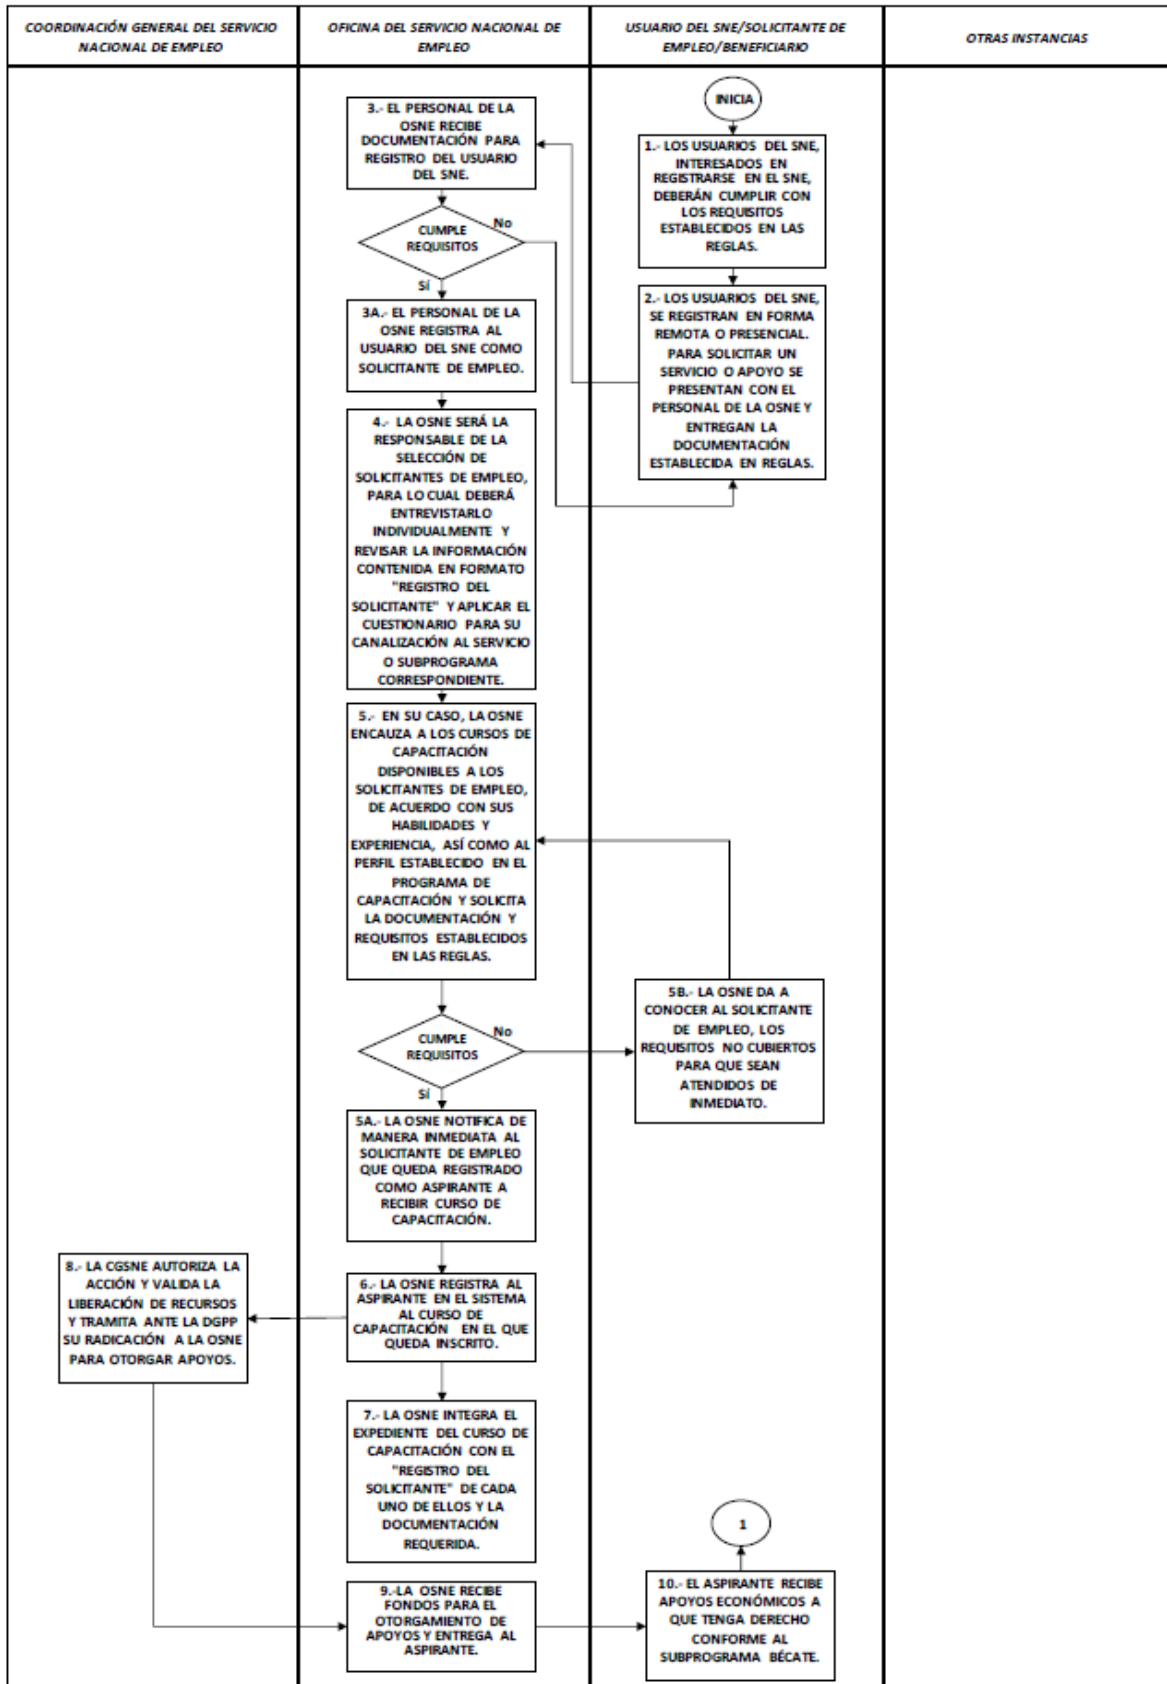 COORDINACIÓN GENERAL DEL SERVICIO
NACIONAL DE EMPLEO
OFICINA DEL SERVICIO NACIONAL DE
EMPLEO
USUARIO DEL SNE/SOLICITANTE DE
EMPLEO/BENEFICIARIO
OTRAS INSTANCIAS
INICIA
1.- LOS USUARIOS DEL SNE,
INTERESADOS EN
REGISTRARSE EN EL SNE,
DEBERÁN CUMPLIR CON
LOS REQUISITOS
ESTABLECIDOS EN LAS
REGLAS.
2.- LOS USUARIOS DEL SNE,
SE REGISTRAN EN FORMA
REMOTA O PRESENCIAL.
PARA SOLICITAR UN
SERVICIO O APOYO SE
PRESENTAN CON EL
PERSONAL DE LA OSNE Y
ENTREGAN LA
DOCUMENTACIÓN
ESTABLECIDA EN REGLAS.
3.- EL PERSONAL DE LA
OSNE RECIBE
DOCUMENTACIÓN PARA
REGISTRO DEL USUARIO
DEL SNE.
CUMPLE
REQUISITOS
No
Sí
3A.- EL PERSONAL DE LA
OSNE REGISTRA AL
USUARIO DEL SNE COMO
SOLICITANTE DE EMPLEO.
4.- LA OSNE SERÁ LA
RESPONSABLE DE LA
SELECCIÓN DE
SOLICITANTES DE EMPLEO,
PARA LO CUAL DEBERÁ
ENTREVISTARLO
INDIVIDUALMENTE Y
REVISAR LA INFORMACIÓN
CONTENIDA EN FORMATO
"REGISTRO DEL
SOLICITANTE" Y APLICAR EL
CUESTIONARIO PARA SU
CANALIZACIÓN AL SERVICIO
O SUBPROGRAMA
CORRESPONDIENTE.
5.- EN SU CASO, LA OSNE
ENCAUZA A LOS CURSOS DE
CAPACITACIÓN
DISPONIBLES A LOS
SOLICITANTES DE EMPLEO,
DE ACUERDO CON SUS
HABILIDADES Y
EXPERIENCIA, ASÍ COMO AL
PERFIL ESTABLECIDO EN EL
PROGRAMA DE
CAPACITACIÓN Y SOLICITA
LA DOCUMENTACIÓN Y
REQUISITOS ESTABLECIDOS
EN LAS REGLAS.
CUMPLE
REQUISITOS
No
Sí
5B.- LA OSNE DA A
CONOCER AL SOLICITANTE
DE EMPLEO, LOS
REQUISITOS NO CUBIERTOS
PARA QUE SEAN
ATENDIDOS DE
INMEDIATO.
5A.- LA OSNE NOTIFICA DE
MANERA INMEDIATA AL
SOLICITANTE DE EMPLEO
QUE QUEDA REGISTRADO
COMO ASPIRANTE A
RECIBIR CURSO DE
CAPACITACIÓN.
6.- LA OSNE REGISTRA AL
ASPIRANTE EN EL SISTEMA
AL CURSO DE
CAPACITACIÓN EN EL QUE
QUEDA INSCRITO.
8.- LA CGSNE AUTORIZA LA
ACCIÓN Y VALIDA LA
LIBERACIÓN DE RECURSOS
Y TRAMITA ANTE LA DGPP
SU RADICACIÓN A LA OSNE
PARA OTORGAR APOYOS.
7.- LA OSNE INTEGRA EL
EXPEDIENTE DEL CURSO DE
CAPACITACIÓN CON EL
"REGISTRO DEL
SOLICITANTE" DE CADA
UNO DE ELLOS Y LA
DOCUMENTACIÓN
REQUERIDA.
9.-LA OSNE RECIBE
FONDOS PARA EL
OTORGAMIENTO DE
APOYOS Y ENTREGA AL
ASPIRANTE.
10.- EL ASPIRANTE RECIBE
APOYOS ECONÓMICOS A
QUE TENGA DERECHO
CONFORME AL
SUBPROGRAMA BÉCATE.
1